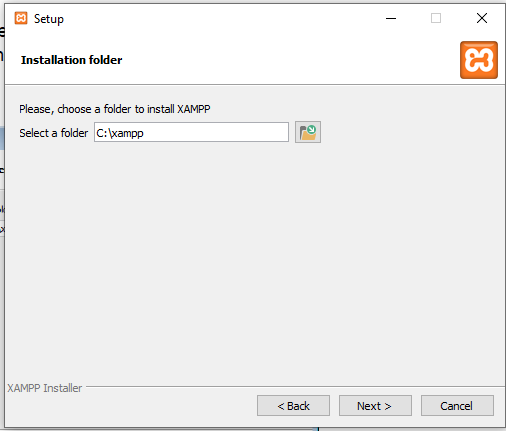 Setup
Installation folder
Please, choose a folder to install XAMPP
Select a folder C:\xampp
XAMPP Installer
< Back Next > Cancel